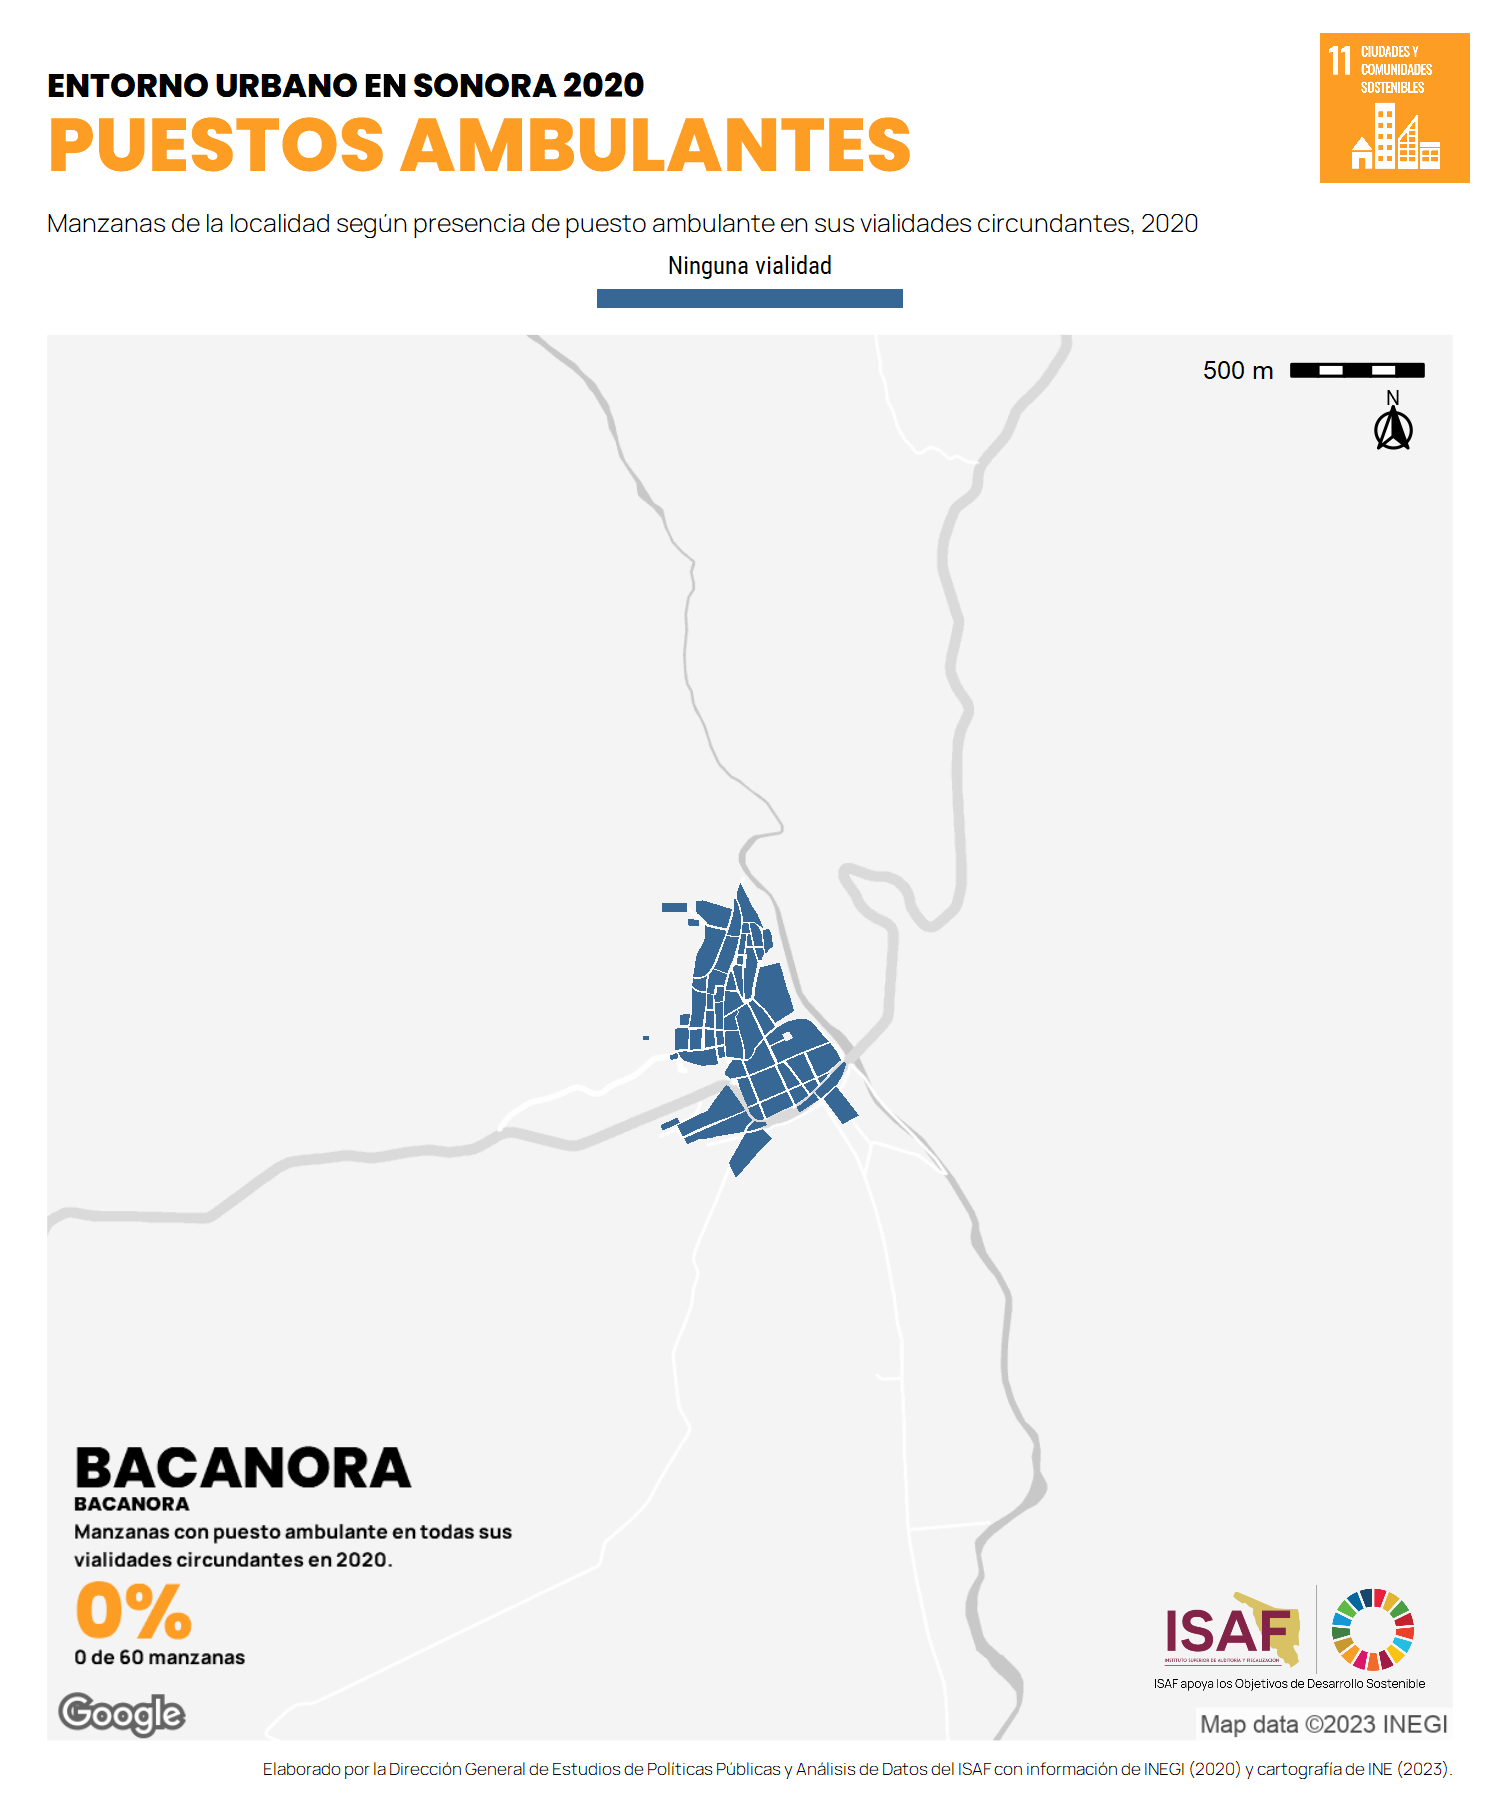 ENTORNO URBANO EN SONORA 2020
PUESTOS AMBULANTES
11 CIUDADES Y
COMUNIDADES
SOSTENIBLES
Manzanas de la localidad según presencia de puesto ambulante en sus vialidades circundantes, 2020
Ninguna vialidad
500 m
N
BACANORA
BACANORA
Manzanas con puesto ambulante en todas sus
vialidades circundantes en 2020.
0%
0 de 60 manzanas
Google
ISAF
INSTITUTO SUPERIOR DE AUDITORÍA Y FISCALIZACIÓN
ISAF apoya los Objetivos de Desarrollo Sostenible
Map data ©2023 INEGI
Elaborado por la Dirección General de Estudios de Políticas Públicas y Análisis de Datos del ISAF con información de INEGI (2020) y cartografía de INE (2023).